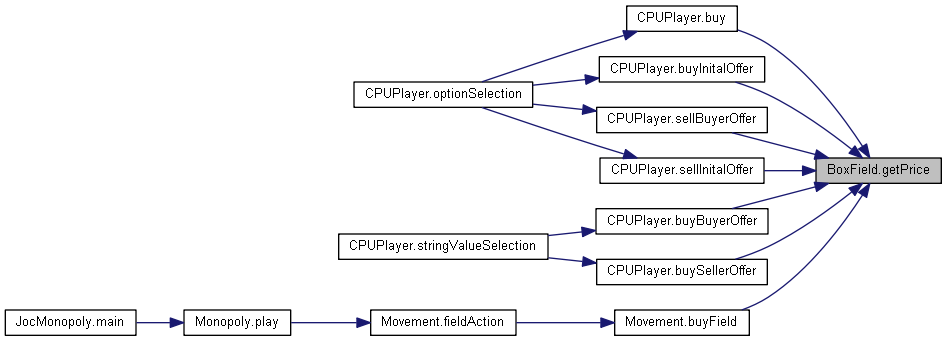 CPUPlayer.buy
CPUPlayer.buyInitalOffer
CPUPlayer.optionSelection
CPUPlayer.sellBuyerOffer
CPUPlayer.sellInitalOffer
BoxField.getPrice
CPUPlayer.buyBuyerOffer
CPUPlayer.stringValueSelection
CPUPlayer.buySellerOffer
JocMonopoly.main
Monopoly.play
Movement.fieldAction
Movement.buyField